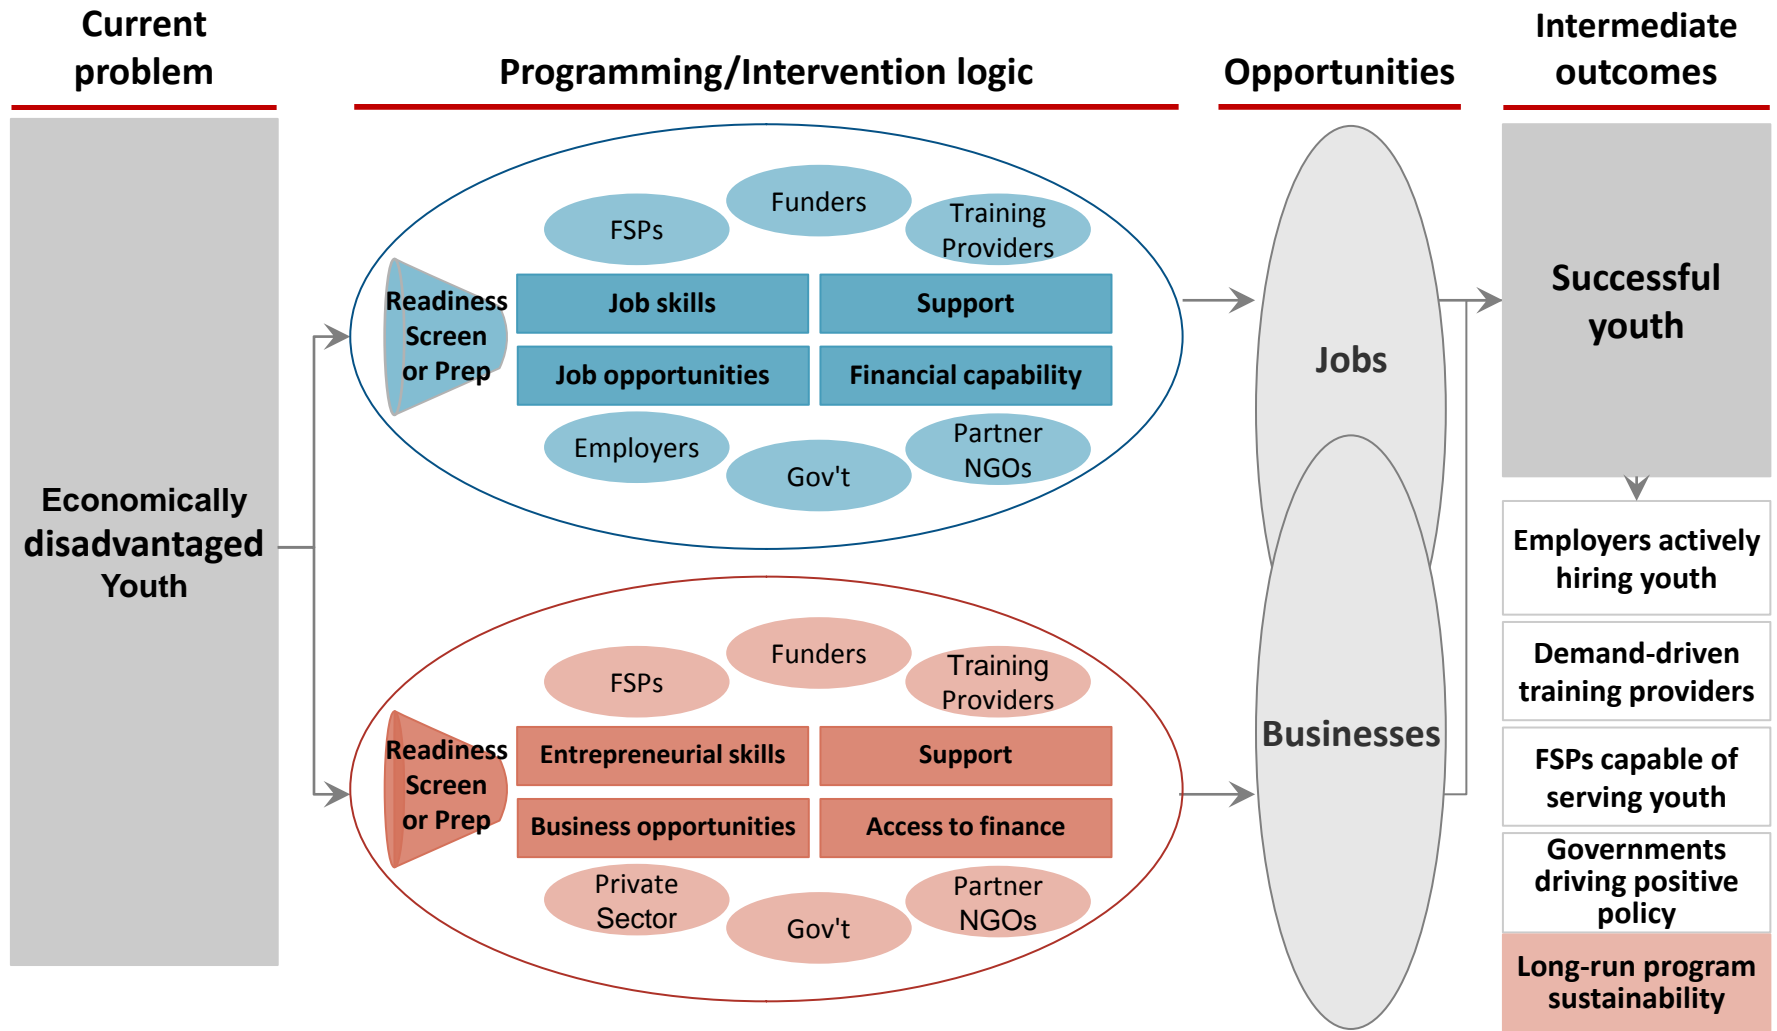 Current
problem
Programming/Intervention logic
Opportunities
Intermediate
outcomes
Economically
disadvantaged
Youth
FSPs
Funders
Training
Providers
Readiness
Screen
or Prep
Job skills
Support
Job opportunities
Financial capability
Employers
Gov't
Partner
NGOs
FSPs
Funders
Training
Providers
Readiness
Screen
or Prep
Entrepreneurial skills
Support
Business opportunities
Access to finance
Private
Sector
Gov't
Partner
NGOs
Jobs
Businesses
Successful
youth
Employers actively
hiring youth
Demand-driven
training providers
FSPs capable of
serving youth
Governments
driving positive
policy
Long-run program
sustainability